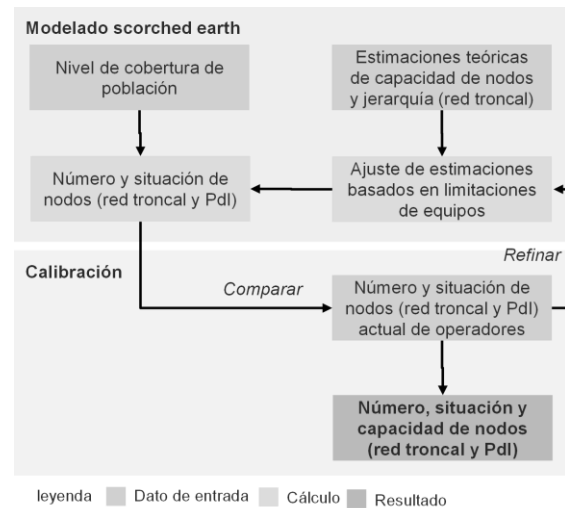 Modelado scorched earth
Nivel de cobertura de
población
Estimaciones teóricas
de capacidad de nodos
y jerarquía (red troncal)
Número y situación de
nodos (red troncal y PdI)
Ajuste de estimaciones
basados en limitaciones
de equipos
Calibración
Refinar
Comparar
Número y situación de
nodos (red troncal y PdI)
actual de operadores
Número, situación y
capacidad de nodos
(red troncal y PdI)
leyenda
Dato de entrada
Cálculo
Resultado